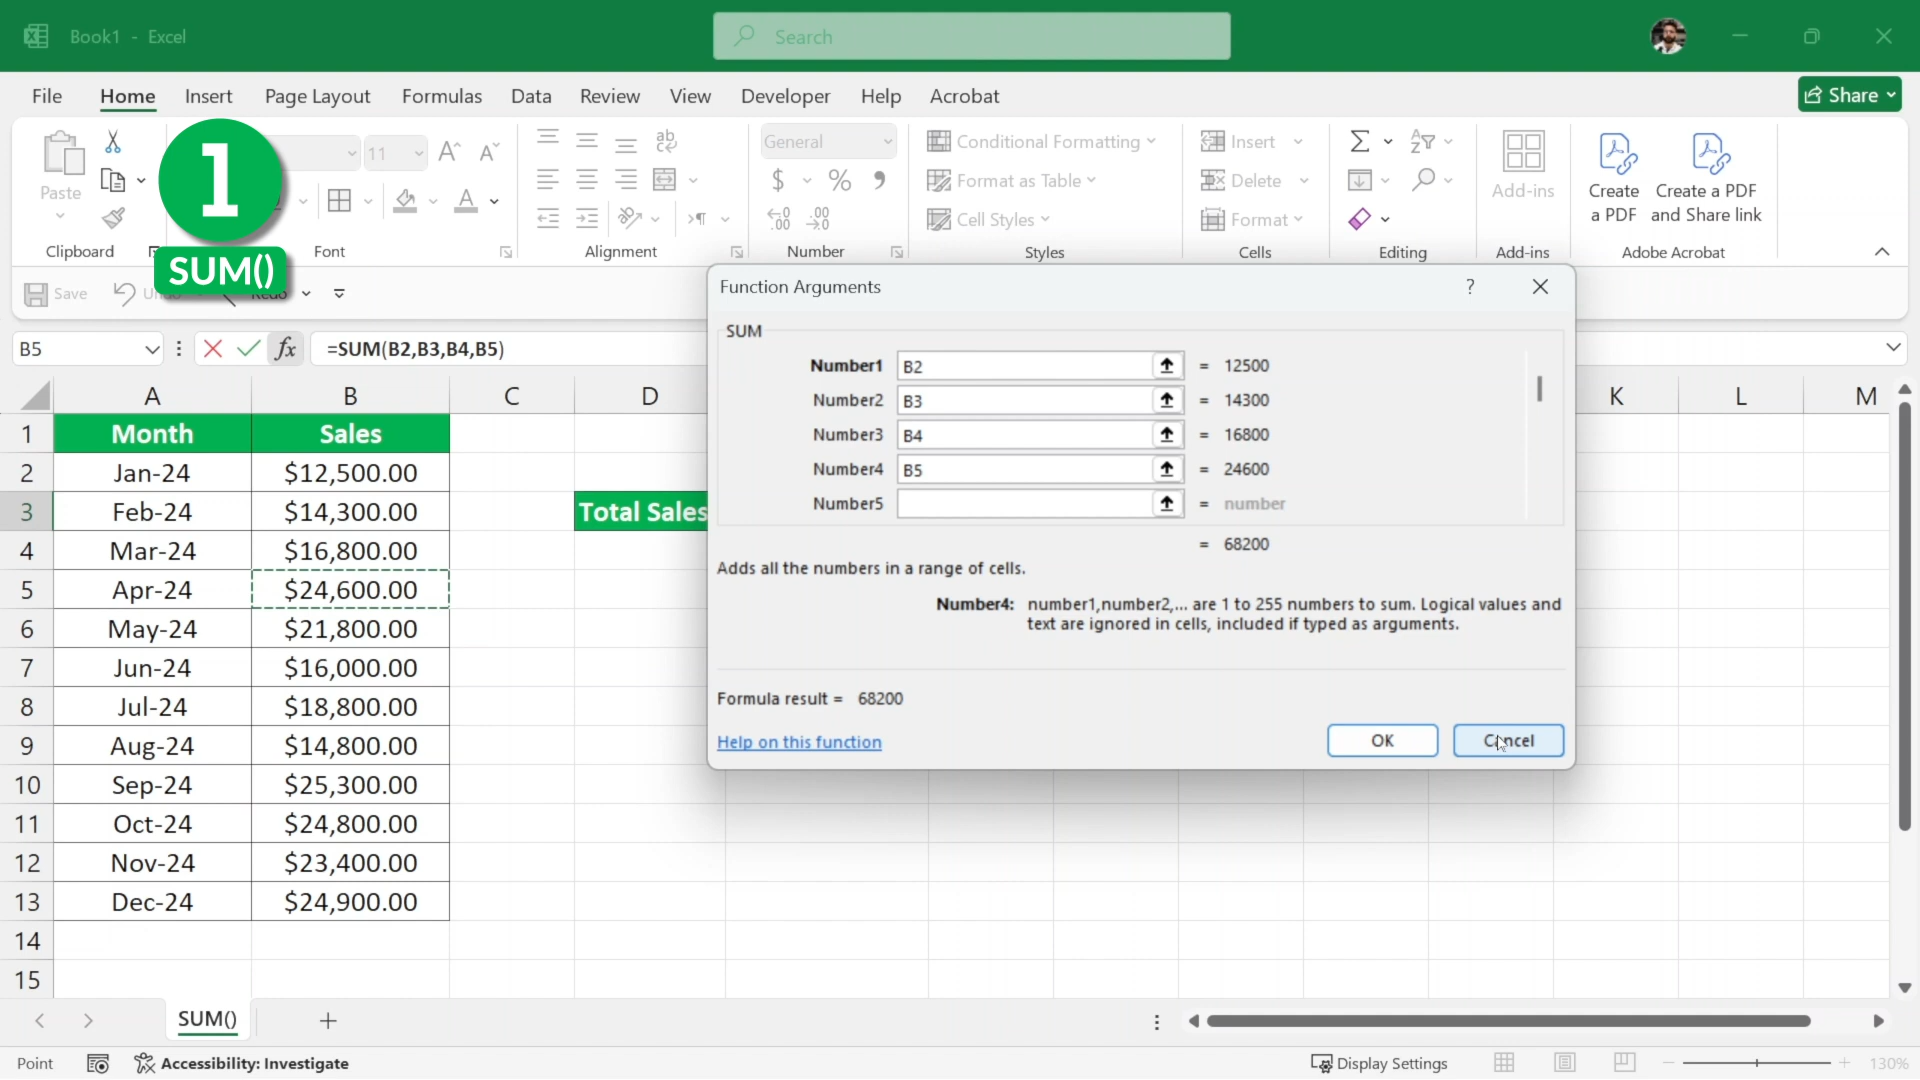 Book1 - Excel
Search
File Home Insert Page Layout Formulas Data Review View Developer Help Acrobat
Share
Paste
Clipboard
1
SUM()
11
Font
Alignment
General
Number
Conditional Formatting
Format as Table
Cell Styles
Styles
Insert
Delete
Format
Cells
Editing
Add-ins
Add-ins
Create
a PDF
Create a PDF
and Share link
Adobe Acrobat
Save
Redo
B5
fx
=SUM(B2,B3,B4,B5)
A B C D K L M
1 Month Sales
2 Jan-24 $12,500.00
3 Feb-24 $14,300.00 Total Sales
4 Mar-24 $16,800.00
5 Apr-24 $24,600.00
6 May-24 $21,800.00
7 Jun-24 $16,000.00
8 Jul-24 $18,800.00
9 Aug-24 $14,800.00
10 Sep-24 $25,300.00
11 Oct-24 $24,800.00
12 Nov-24 $23,400.00
13 Dec-24 $24,900.00
14
15
Function Arguments ?
SUM
Number1 B2 = 12500
Number2 B3 = 14300
Number3 B4 = 16800
Number4 B5 = 24600
Number5 = number
= 68200
Adds all the numbers in a range of cells.
Number4: number1,number2,... are 1 to 255 numbers to sum. Logical values and
text are ignored in cells, included if typed as arguments.
Formula result = 68200
Help on this function
OK
Cancel
SUM()
Point
Accessibility: Investigate
Display Settings
130%